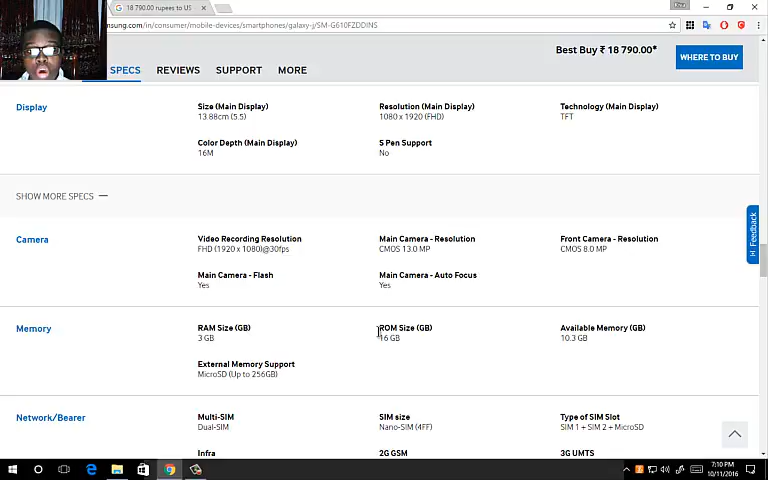 18 790.00 rupees to US
msung.com/in/consumer/mobile-devices/smartphones/galaxy-j/SM-G610FZDDINS
Best Buy ₹ 18 790.00*
WHERE TO BUY
SPECS REVIEWS SUPPORT MORE
Display
Size (Main Display) Resolution (Main Display) Technology (Main Display)
13.88cm (5.5) 1080 x 1920 (FHD) TFT
Color Depth (Main Display) S Pen Support
16M No
SHOW MORE SPECS
Feedback
Camera
Video Recording Resolution Main Camera - Resolution Front Camera - Resolution
FHD (1920 x 1080)@30fps CMOS 13.0 MP CMOS 8.0 MP
Main Camera - Flash Main Camera - Auto Focus
Yes Yes
Memory
RAM Size (GB) ROM Size (GB) Available Memory (GB)
3 GB 16 GB 10.3 GB
External Memory Support
MicroSD (Up to 256GB)
Network/Bearer
Multi-SIM SIM size Type of SIM Slot
Dual-SIM Nano-SIM (4FF) SIM 1 + SIM 2 + MicroSD
Infra 2G GSM 3G UMTS
7:10 PM
10/11/2016